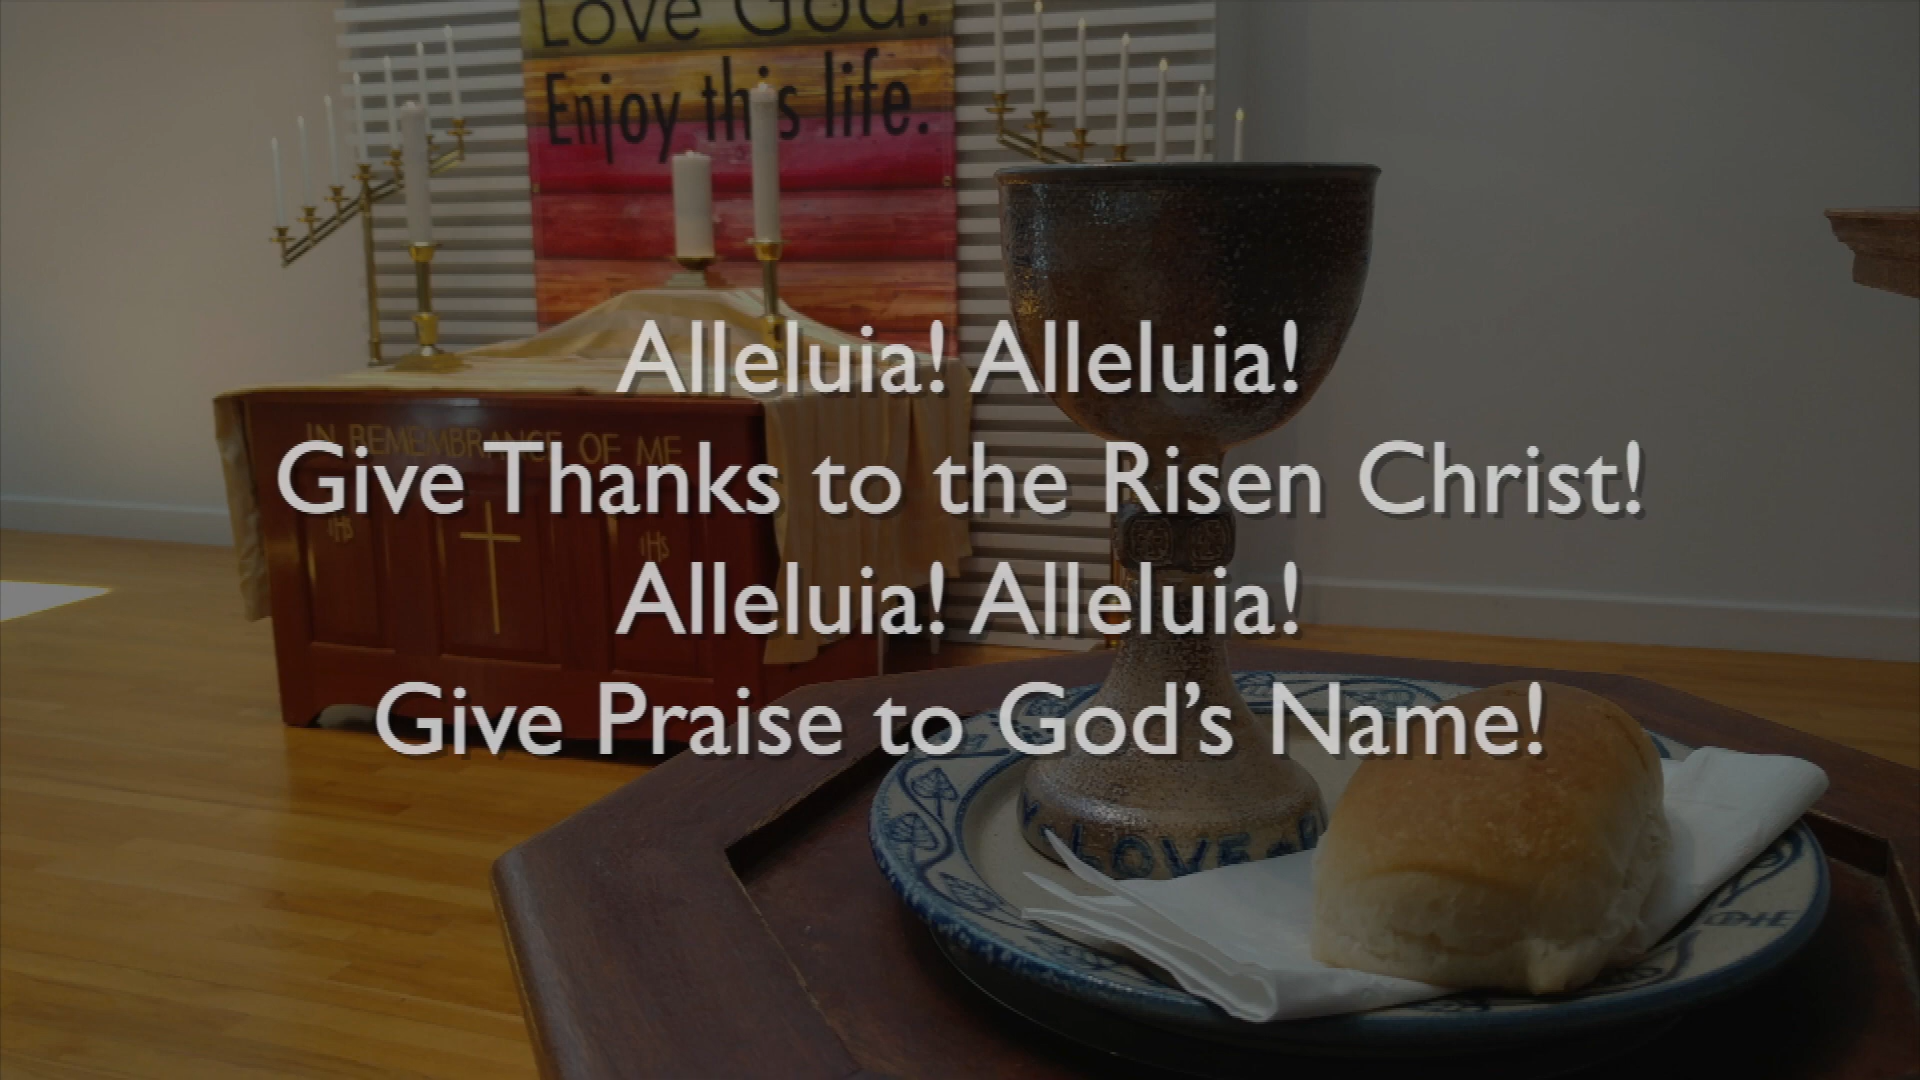 Love God.
Enjoy this life.
Alleluia! Alleluia!
IN REMEMBRANCE OF ME
Give Thanks to the Risen Christ!
IHS
IHS
Alleluia! Alleluia!
Give Praise to God’s Name!
LOVE